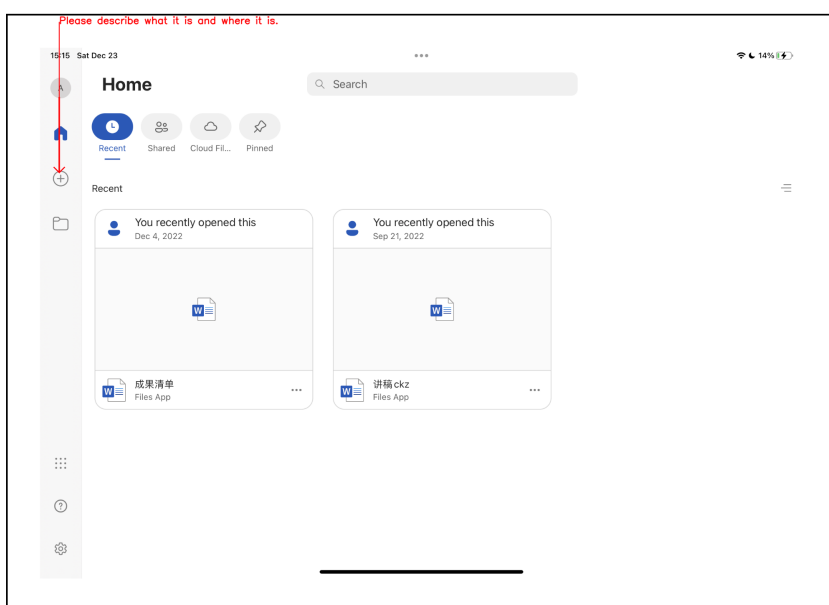 Please describe what it is and where it is.
15:15 Sat Dec 23
14%
A
Home
Search
Recent
Shared
Cloud Fil...
Pinned
Recent
You recently opened this
Dec 4, 2022
You recently opened this
Sep 21, 2022
W
W
W
成果清单
Files App
W
讲稿ckz
Files App